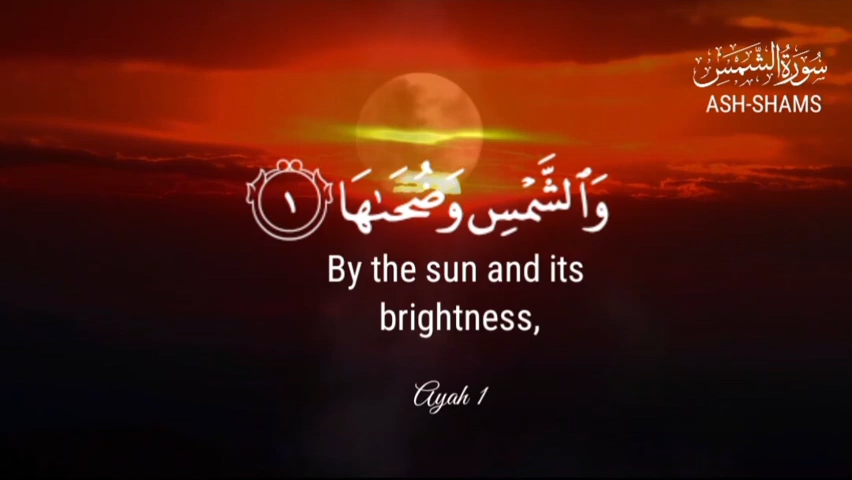 سُورَةُ الشَّمْسِ
ASH-SHAMS
وَٱلشَّمْسِ وَضُحَىٰهَا ١
By the sun and its
brightness,
Ayah 1